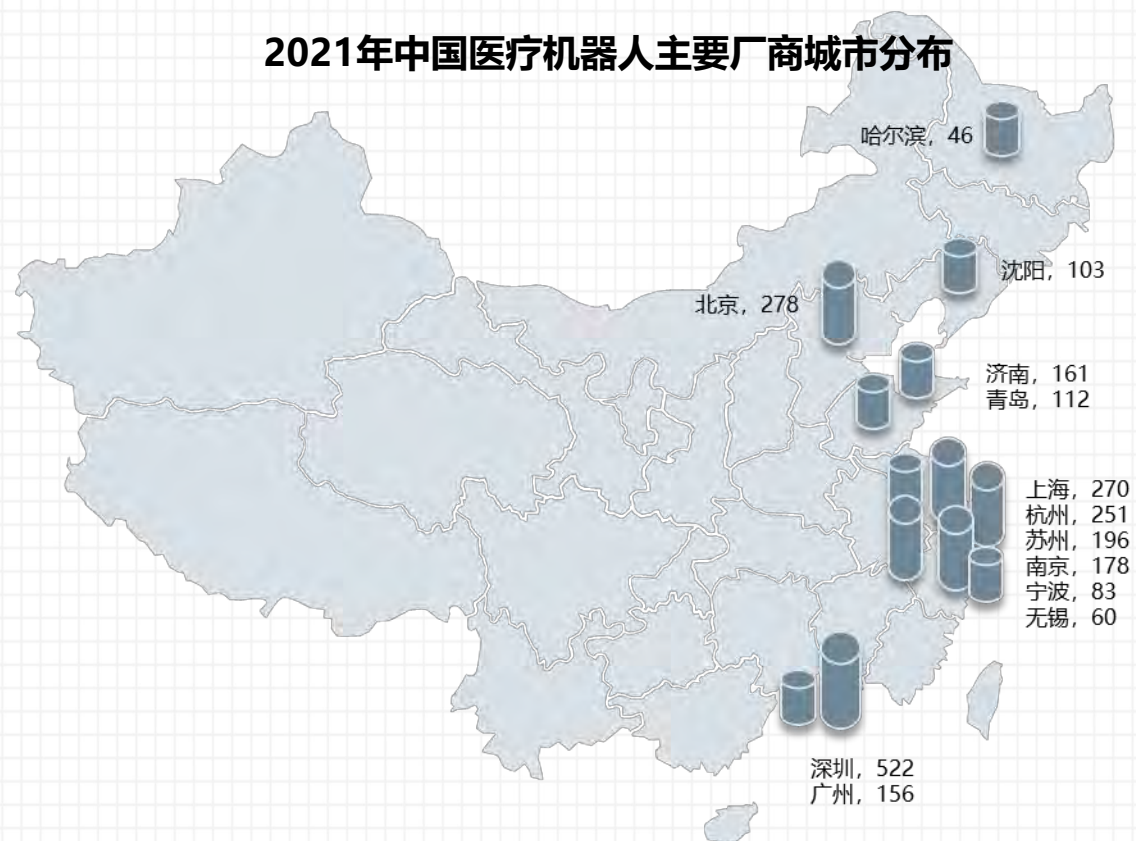 2021年中国医疗机器人主要厂商城市分布
哈尔滨，46
沈阳，103
北京，278
济南，161
青岛，112
上海，270
杭州，251
苏州，196
南京，178
宁波，83
无锡，60
深圳，522
广州，156